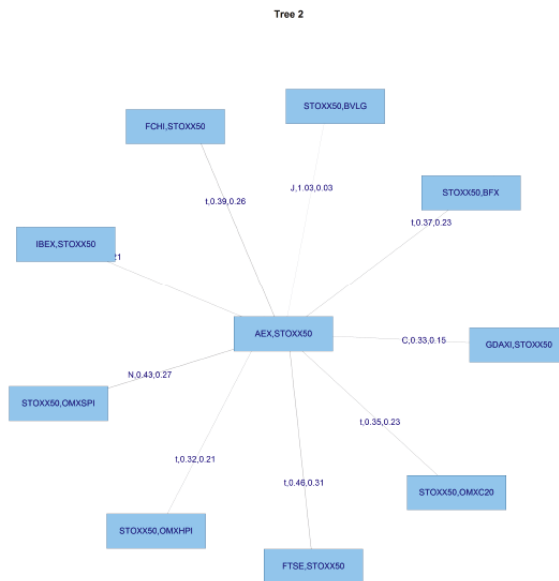 Tree 2
STOXX50,BVLG
FCHI,STOXX50
J,1.03,0.03
STOXX50,BFX
t,0.39,0.26
t,0.37,0.23
IBEX,STOXX50
21
AEX,STOXX50
C,0.33,0.15
GDAXI,STOXX50
N,0.43,0.27
STOXX50,OMXSPI
t,0.35,0.23
t,0.32,0.21
t,0.46,0.31
STOXX50,OMXC20
STOXX50,OMXHPI
FTSE,STOXX50